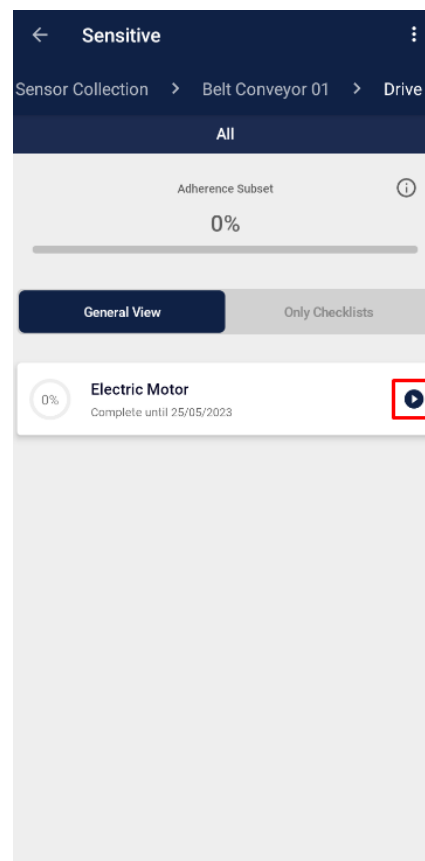 Sensitive
Sensor Collection > Belt Conveyor 01 > Drive
All
Adherence Subset
0%
General View
Only Checklists
0%
Electric Motor
Complete until 25/05/2023